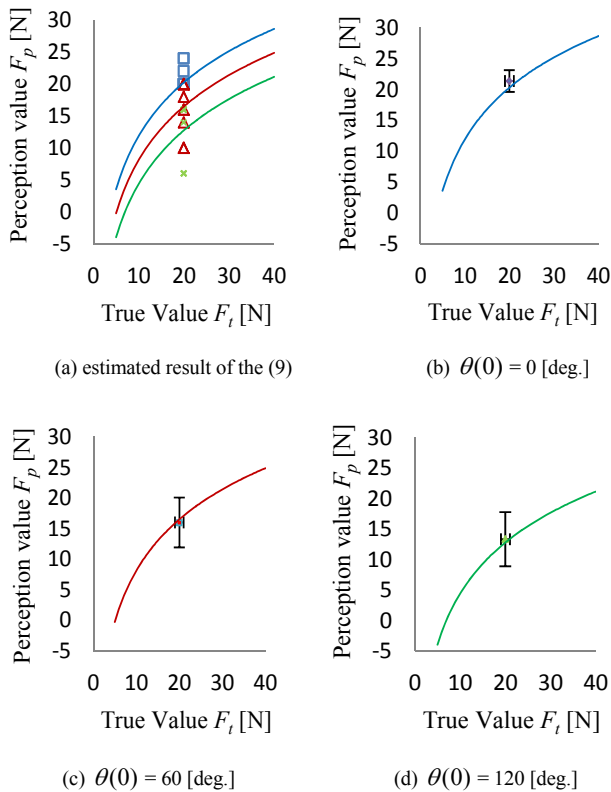 30
25
20
15
10
5
0
-5
Perception value F_p [N]
0 10 20 30 40
True Value F_t [N]
(a) estimated result of the (9)
30
25
20
15
10
5
0
-5
Perception value F_p [N]
0 10 20 30 40
True Value F_t [N]
(b) θ(0) = 0 [deg.]
30
25
20
15
10
5
0
-5
Perception value F_p [N]
0 10 20 30 40
True Value F_t [N]
(c) θ(0) = 60 [deg.]
30
25
20
15
10
5
0
-5
Perception value F_p [N]
0 10 20 30 40
True Value F_t [N]
(d) θ(0) = 120 [deg.]